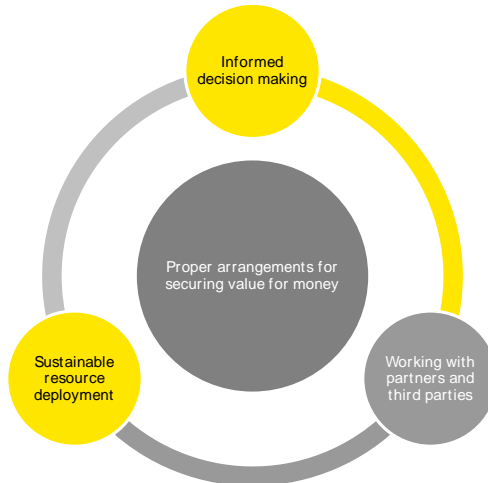 Informed
decision making
Proper arrangements for
securing value for money
Sustainable
resource
deployment
Working with
partners and
third parties